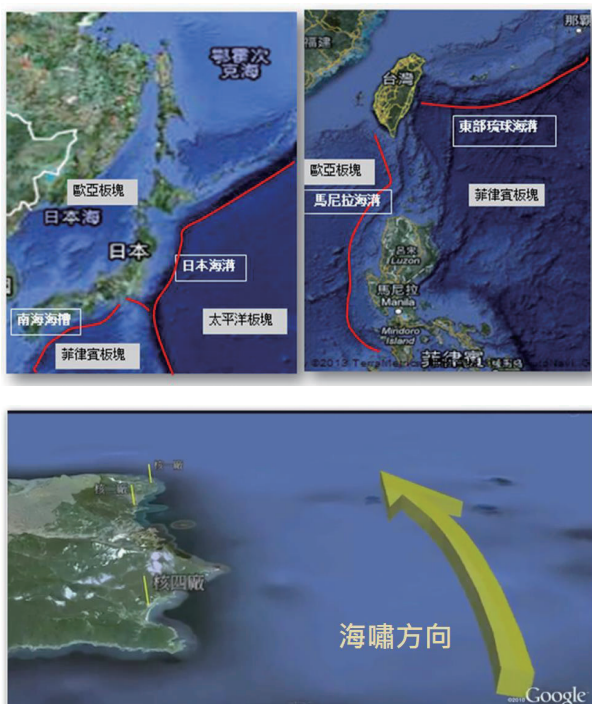 鄂霍次
克海
歐亞板塊
日本海
日本
日本海溝
南海海槽
太平洋板塊
菲律賓板塊
福建
那霸
台灣
東部琉球海溝
歐亞板塊
馬尼拉海溝
菲律賓板塊
呂宋
Luzon
馬尼拉
Manila
Mindoro
Island
菲律賓
核一廠
核二廠
核四廠
海嘯方向
Google